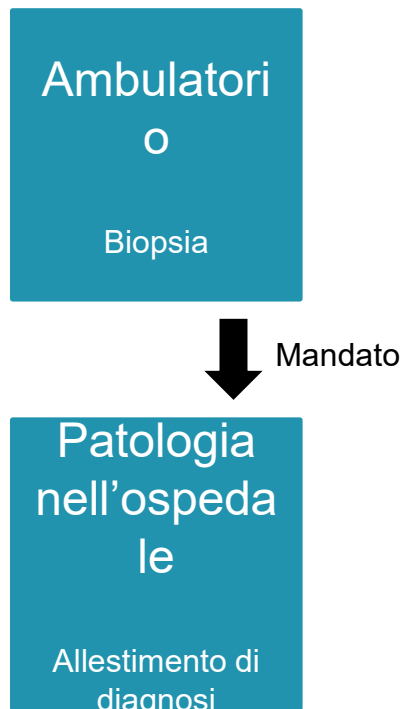 Ambulatori
o
Biopsia
Mandato
Patologia
nell’ospeda
le
Allestimento di
diagnosi